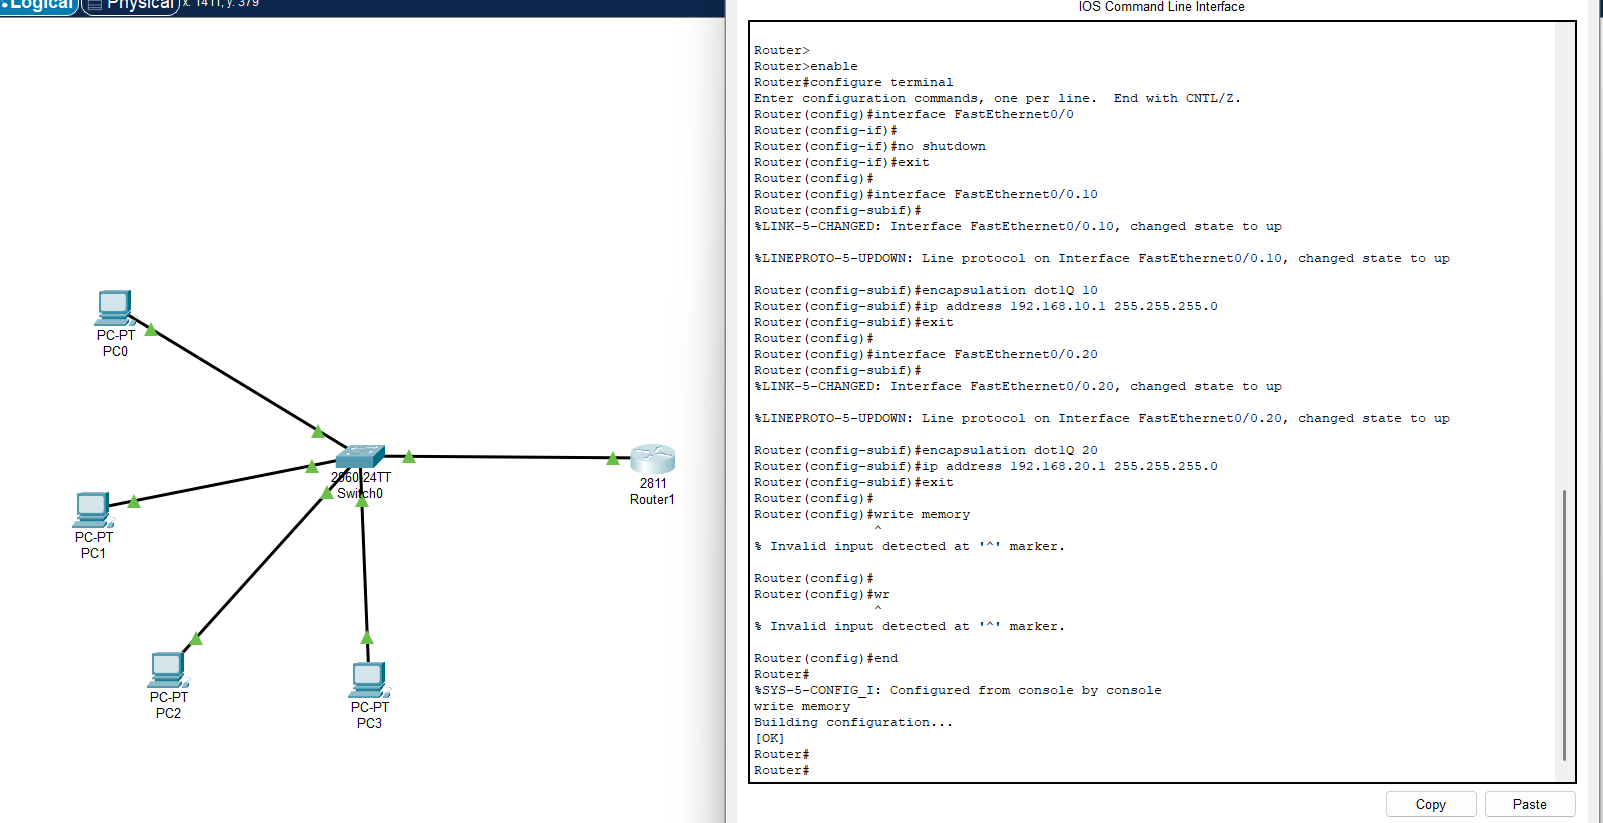 Logical
Physical
x: 1411, y: 379
IOS Command Line Interface
Router>
Router>enable
Router#configure terminal
Enter configuration commands, one per line.  End with CNTL/Z.
Router(config)#interface FastEthernet0/0
Router(config-if)#
Router(config-if)#no shutdown
Router(config-if)#exit
Router(config)#
Router(config)#interface FastEthernet0/0.10
Router(config-subif)#
%LINK-5-CHANGED: Interface FastEthernet0/0.10, changed state to up
%LINEPROTO-5-UPDOWN: Line protocol on Interface FastEthernet0/0.10, changed state to up
Router(config-subif)#encapsulation dot1Q 10
Router(config-subif)#ip address 192.168.10.1 255.255.255.0
Router(config-subif)#exit
Router(config)#
Router(config)#interface FastEthernet0/0.20
Router(config-subif)#
%LINK-5-CHANGED: Interface FastEthernet0/0.20, changed state to up
%LINEPROTO-5-UPDOWN: Line protocol on Interface FastEthernet0/0.20, changed state to up
Router(config-subif)#encapsulation dot1Q 20
Router(config-subif)#ip address 192.168.20.1 255.255.255.0
Router(config-subif)#exit
Router(config)#
Router(config)#write memory
^
% Invalid input detected at '^' marker.
Router(config)#
Router(config)#wr
^
% Invalid input detected at '^' marker.
Router(config)#end
Router#
%SYS-5-CONFIG_I: Configured from console by console
write memory
Building configuration...
[OK]
Router#
Router#
Copy
Paste
PC-PT
PC0
2960-24TT
Switch0
2811
Router1
PC-PT
PC1
PC-PT
PC2
PC-PT
PC3